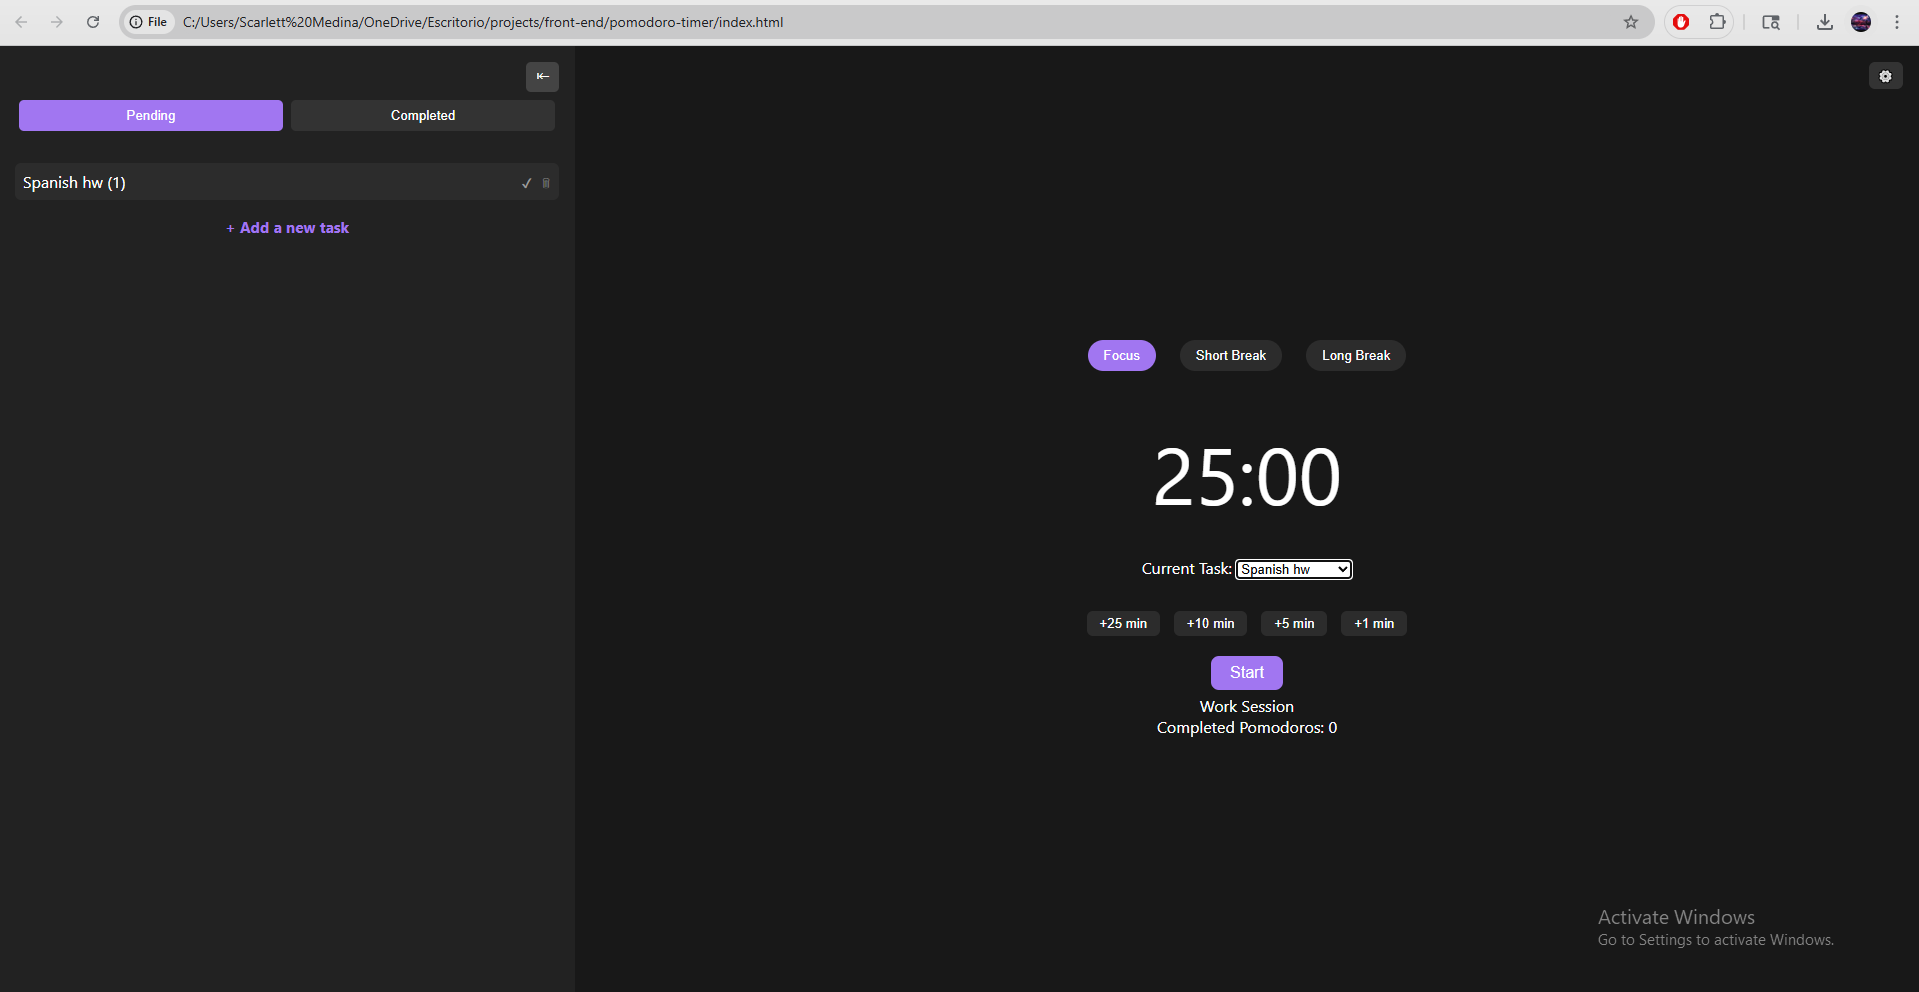 File C:/Users/Scarlett%20Medina/OneDrive/Escritorio/projects/front-end/pomodoro-timer/index.html
Pending Completed
Spanish hw (1)
+ Add a new task
Focus Short Break Long Break
25:00
Current Task: Spanish hw
+25 min +10 min +5 min +1 min
Start
Work Session
Completed Pomodoros: 0
Activate Windows
Go to Settings to activate Windows.